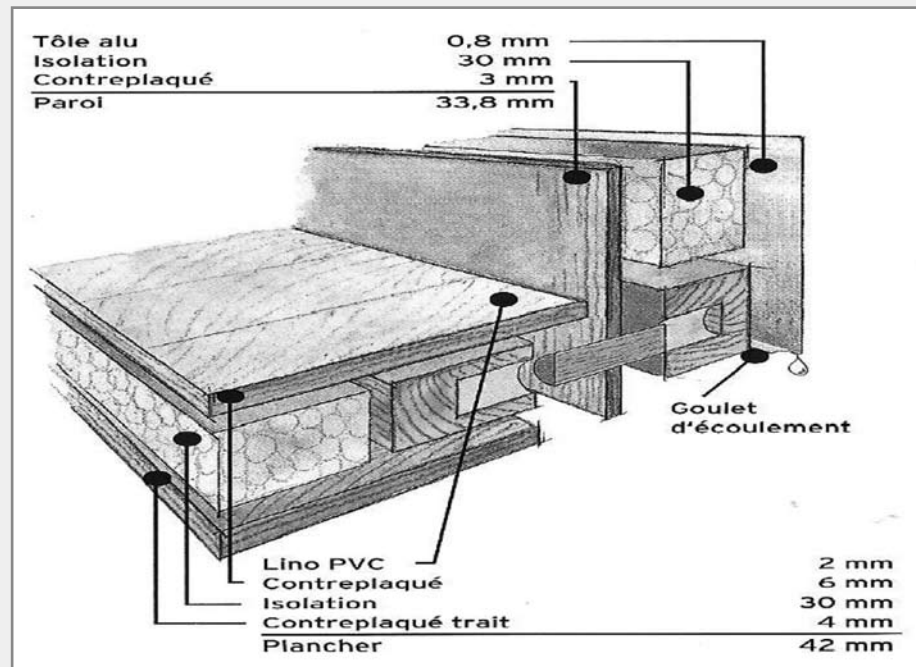 Tôle alu 0,8 mm
Isolation 30 mm
Contreplaqué 3 mm
Paroi 33,8 mm
Goulet
d'écoulement
Lino PVC 2 mm
Contreplaqué 6 mm
Isolation 30 mm
Contreplaqué trait 4 mm
Plancher 42 mm